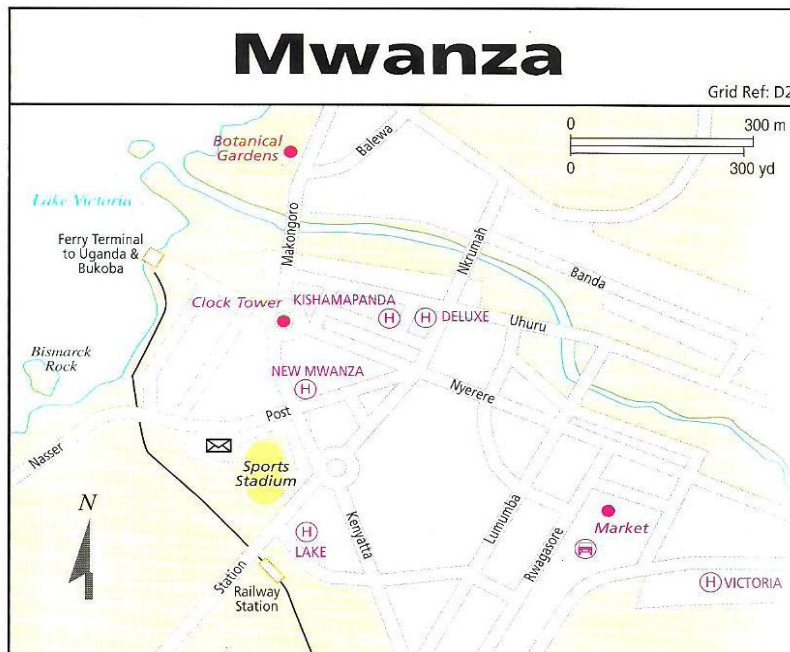 Mwanza
Grid Ref: D2
0 300 m
0 300 yd
Botanical
Gardens
Balewa
Lake Victoria
Ferry Terminal
to Uganda &
Bukoba
Makongoro
Nkrumah
Banda
Clock Tower
KISHAMAPANDA
H
H
DELUXE
Uhuru
Bismarck
Rock
NEW MWANZA
H
Post
Nyerere
Nasser
Sports
Stadium
N
Kenyatta
Lumumba
Rwagasore
Market
H
LAKE
Station
Railway
Station
H
VICTORIA